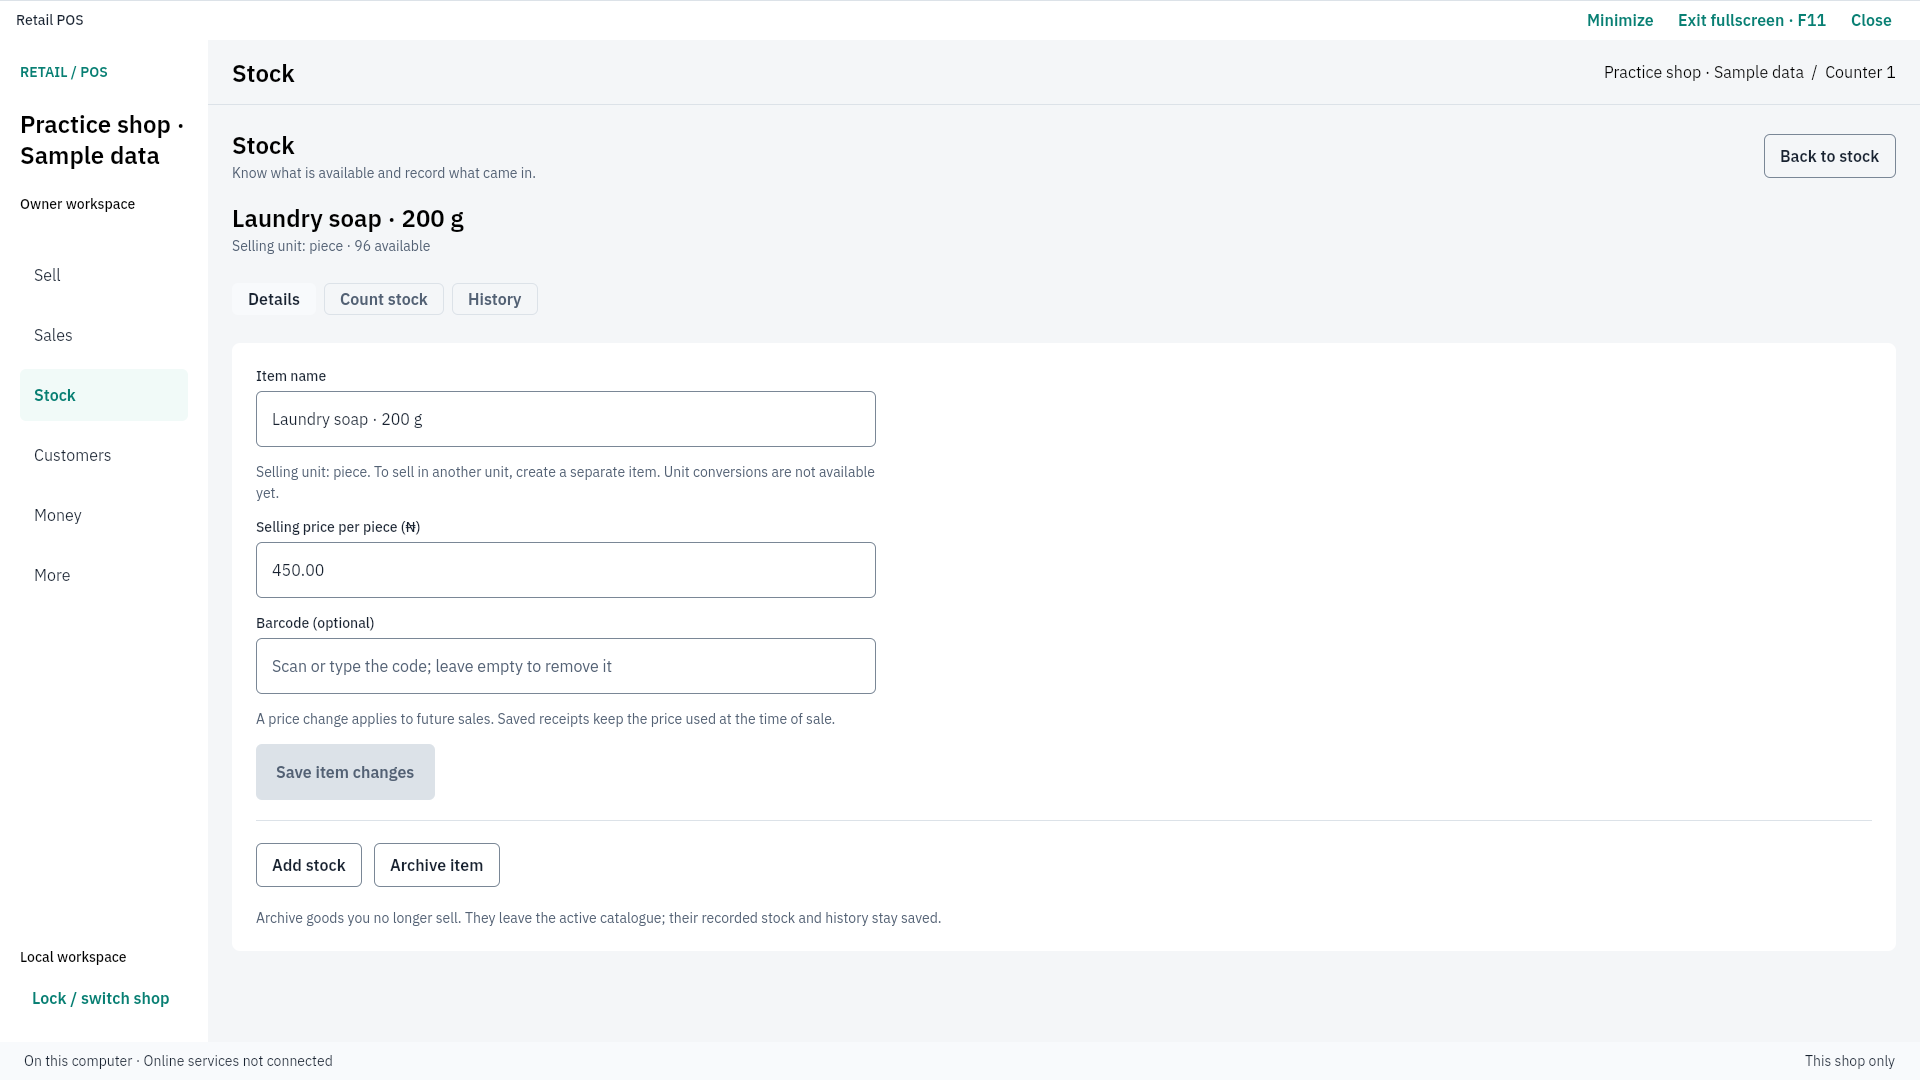 Retail POS
Minimize
Exit fullscreen · F11
Close
RETAIL / POS
Practice shop ·
Sample data
Owner workspace
Sell
Sales
Stock
Customers
Money
More
Local workspace
Lock / switch shop
Stock
Practice shop · Sample data / Counter 1
Stock
Know what is available and record what came in.
Back to stock
Laundry soap · 200 g
Selling unit: piece · 96 available
Details
Count stock
History
Item name
Laundry soap · 200 g
Selling unit: piece. To sell in another unit, create a separate item. Unit conversions are not available
yet.
Selling price per piece (₦)
450.00
Barcode (optional)
Scan or type the code; leave empty to remove it
A price change applies to future sales. Saved receipts keep the price used at the time of sale.
Save item changes
Add stock
Archive item
Archive goods you no longer sell. They leave the active catalogue; their recorded stock and history stay saved.
On this computer · Online services not connected
This shop only